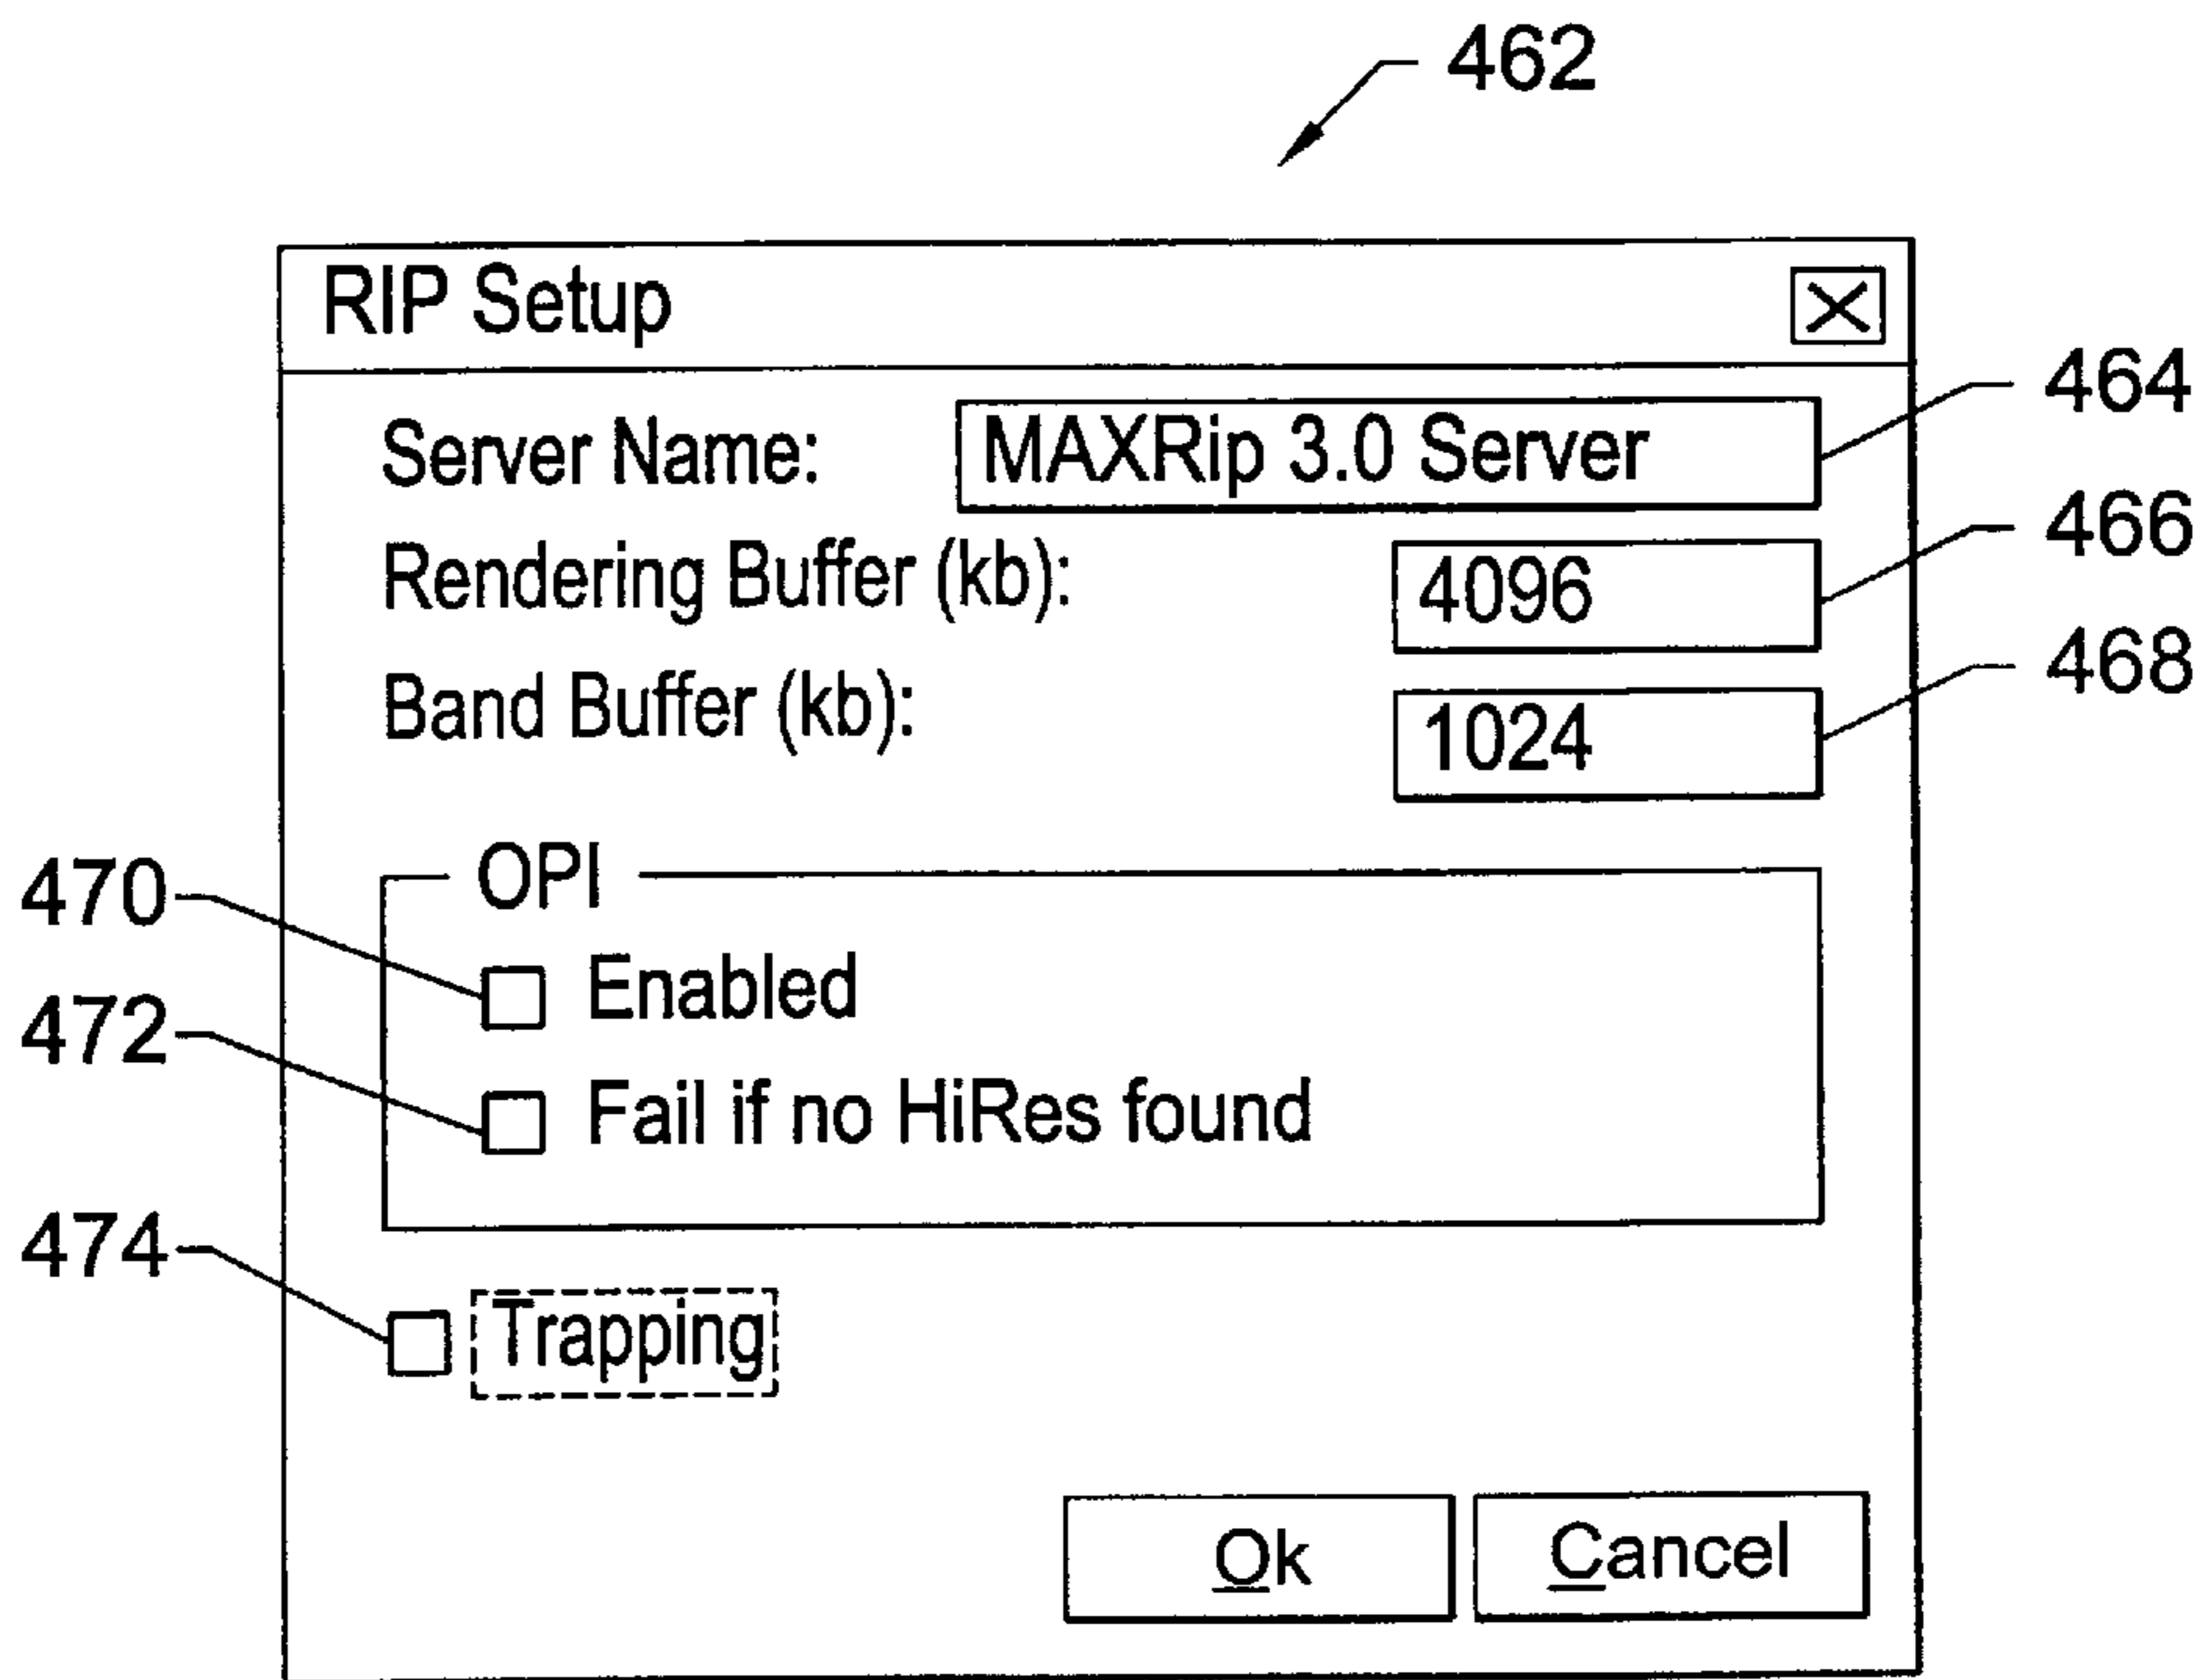 462
RIP Setup
Server Name: MAXRip 3.0 Server 464
Rendering Buffer (kb): 4096 466
Band Buffer (kb): 1024 468
OPI
470 Enabled
472 Fail if no HiRes found
474 Trapping
Ok Cancel